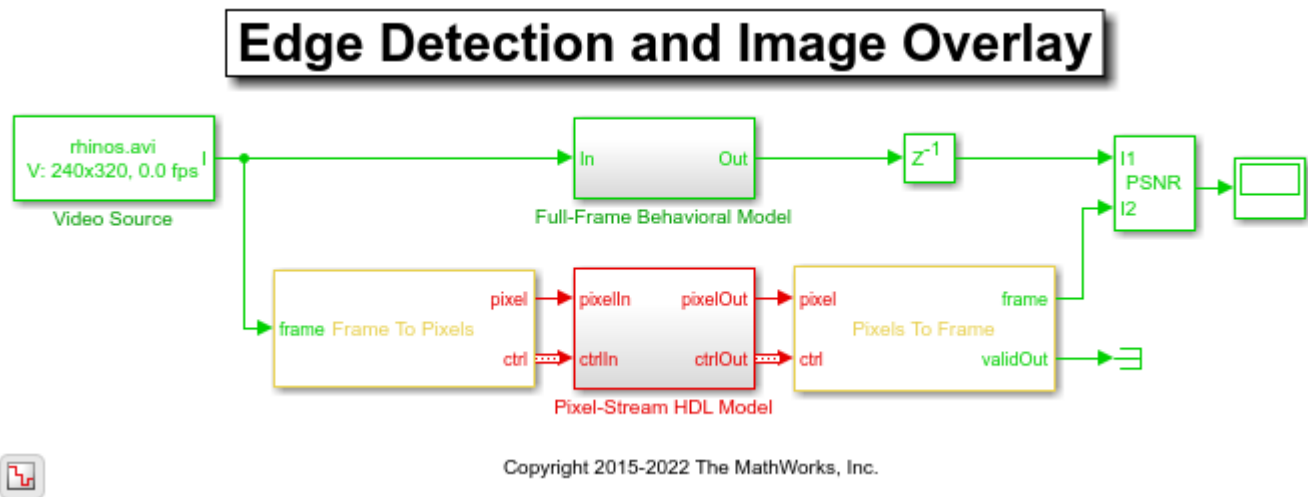 Edge Detection and Image Overlay
rhinos.avi
V: 240x320, 0.0 fps
I
Video Source
In
Out
Full-Frame Behavioral Model
Z-1
I1
PSNR
I2
frame
Frame To Pixels
pixel
ctrl
pixelIn
pixelOut
ctrlIn
ctrlOut
Pixel-Stream HDL Model
pixel
ctrl
Pixels To Frame
frame
validOut
Copyright 2015-2022 The MathWorks, Inc.